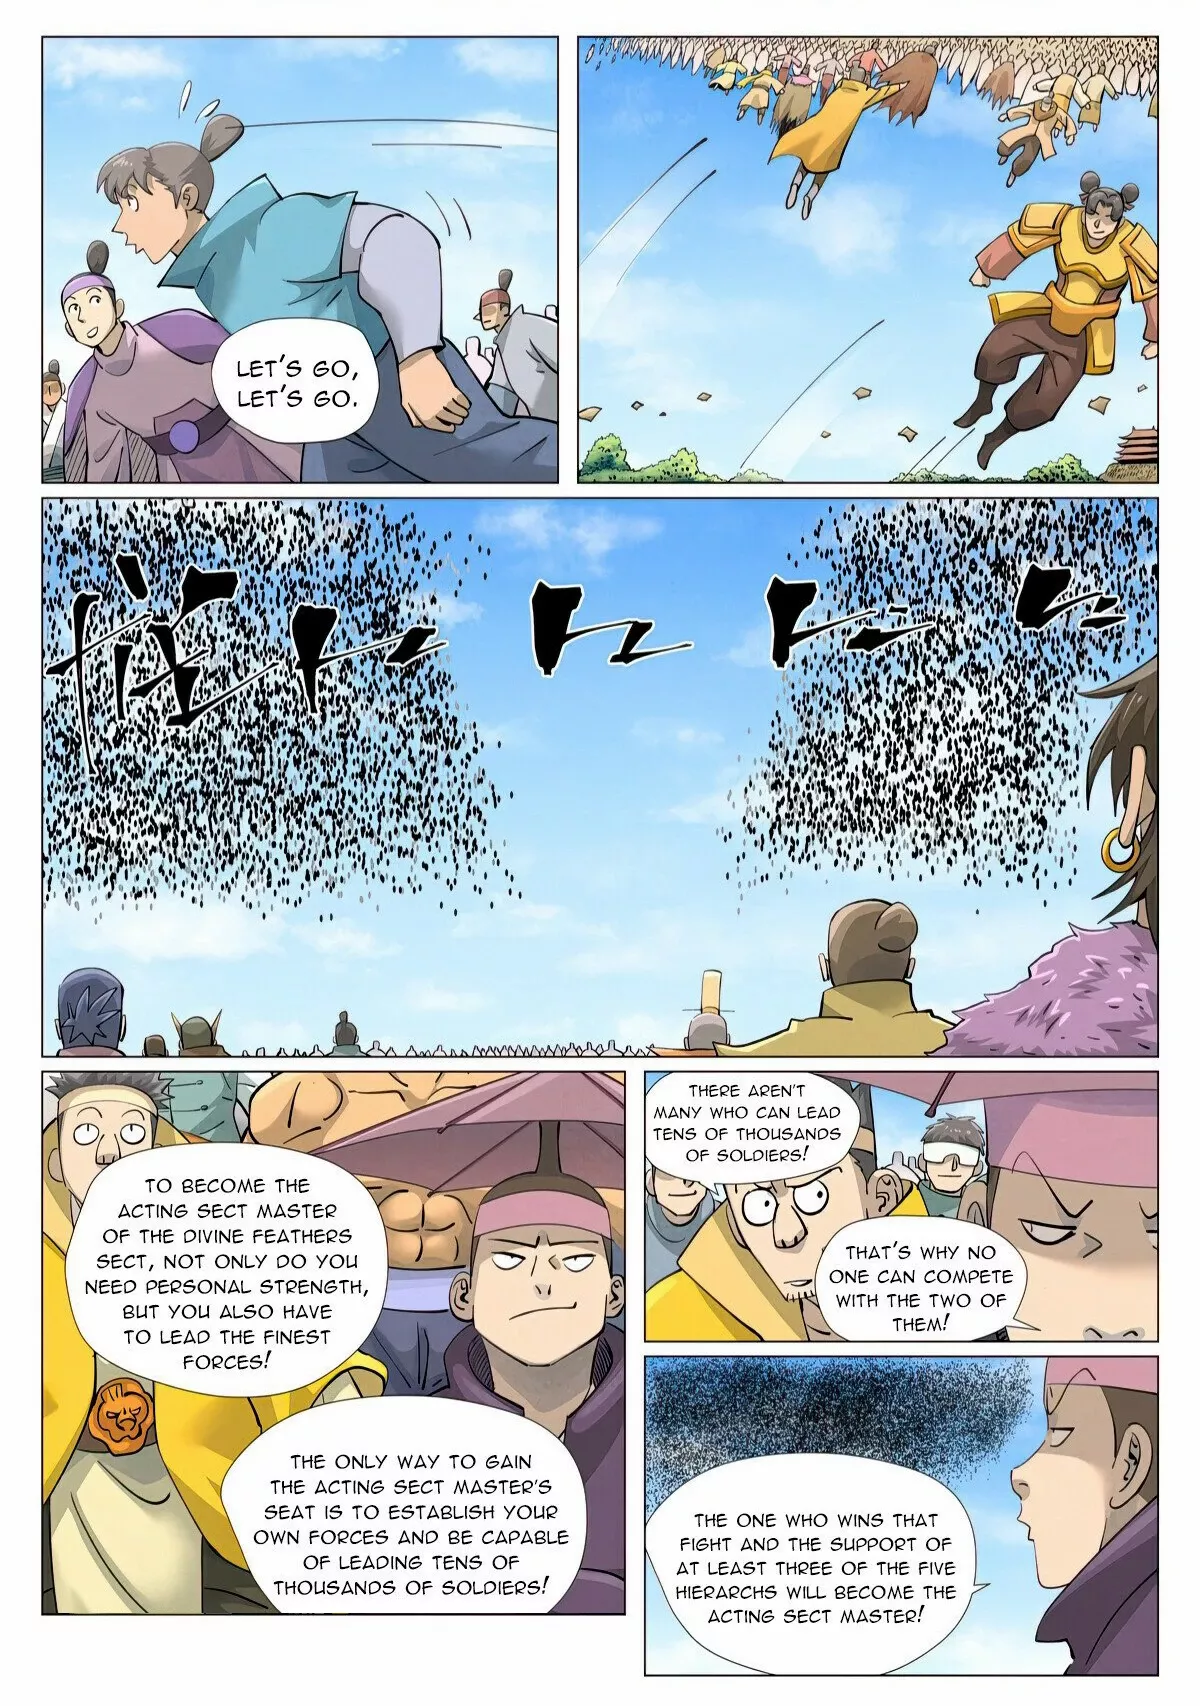 LET'S GO,
LET'S GO.
TO BECOME THE
ACTING SECT MASTER
OF THE DIVINE FEATHERS
SECT, NOT ONLY DO YOU
NEED PERSONAL STRENGTH,
BUT YOU ALSO HAVE
TO LEAD THE FINEST
FORCES!
THE ONLY WAY TO GAIN
THE ACTING SECT MASTER'S
SEAT IS TO ESTABLISH YOUR
OWN FORCES AND BE CAPABLE
OF LEADING TENS OF
THOUSANDS OF SOLDIERS!
THERE AREN'T
MANY WHO CAN LEAD
TENS OF THOUSANDS
OF SOLDIERS!
THAT'S WHY NO
ONE CAN COMPETE
WITH THE TWO OF
THEM!
THE ONE WHO WINS THAT
FIGHT AND THE SUPPORT OF
AT LEAST THREE OF THE FIVE
HIERARCHS WILL BECOME THE
ACTING SECT MASTER!